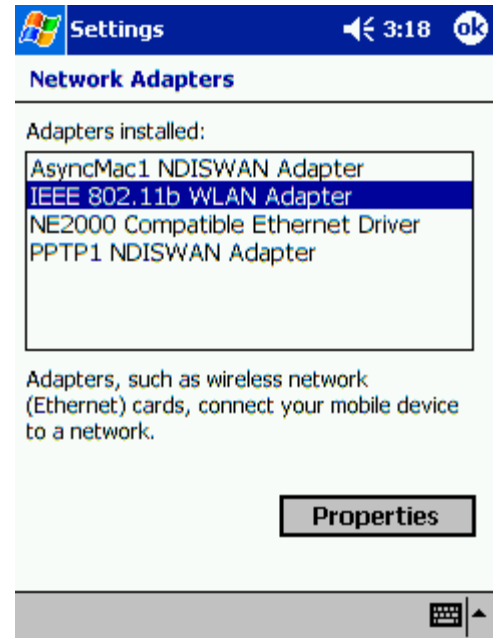 Settings 3:18 ok
Network Adapters
Adapters installed:
AsyncMac1 NDISWAN Adapter
IEEE 802.11b WLAN Adapter
NE2000 Compatible Ethernet Driver
PPTP1 NDISWAN Adapter
Adapters, such as wireless network
(Ethernet) cards, connect your mobile device
to a network.
Properties